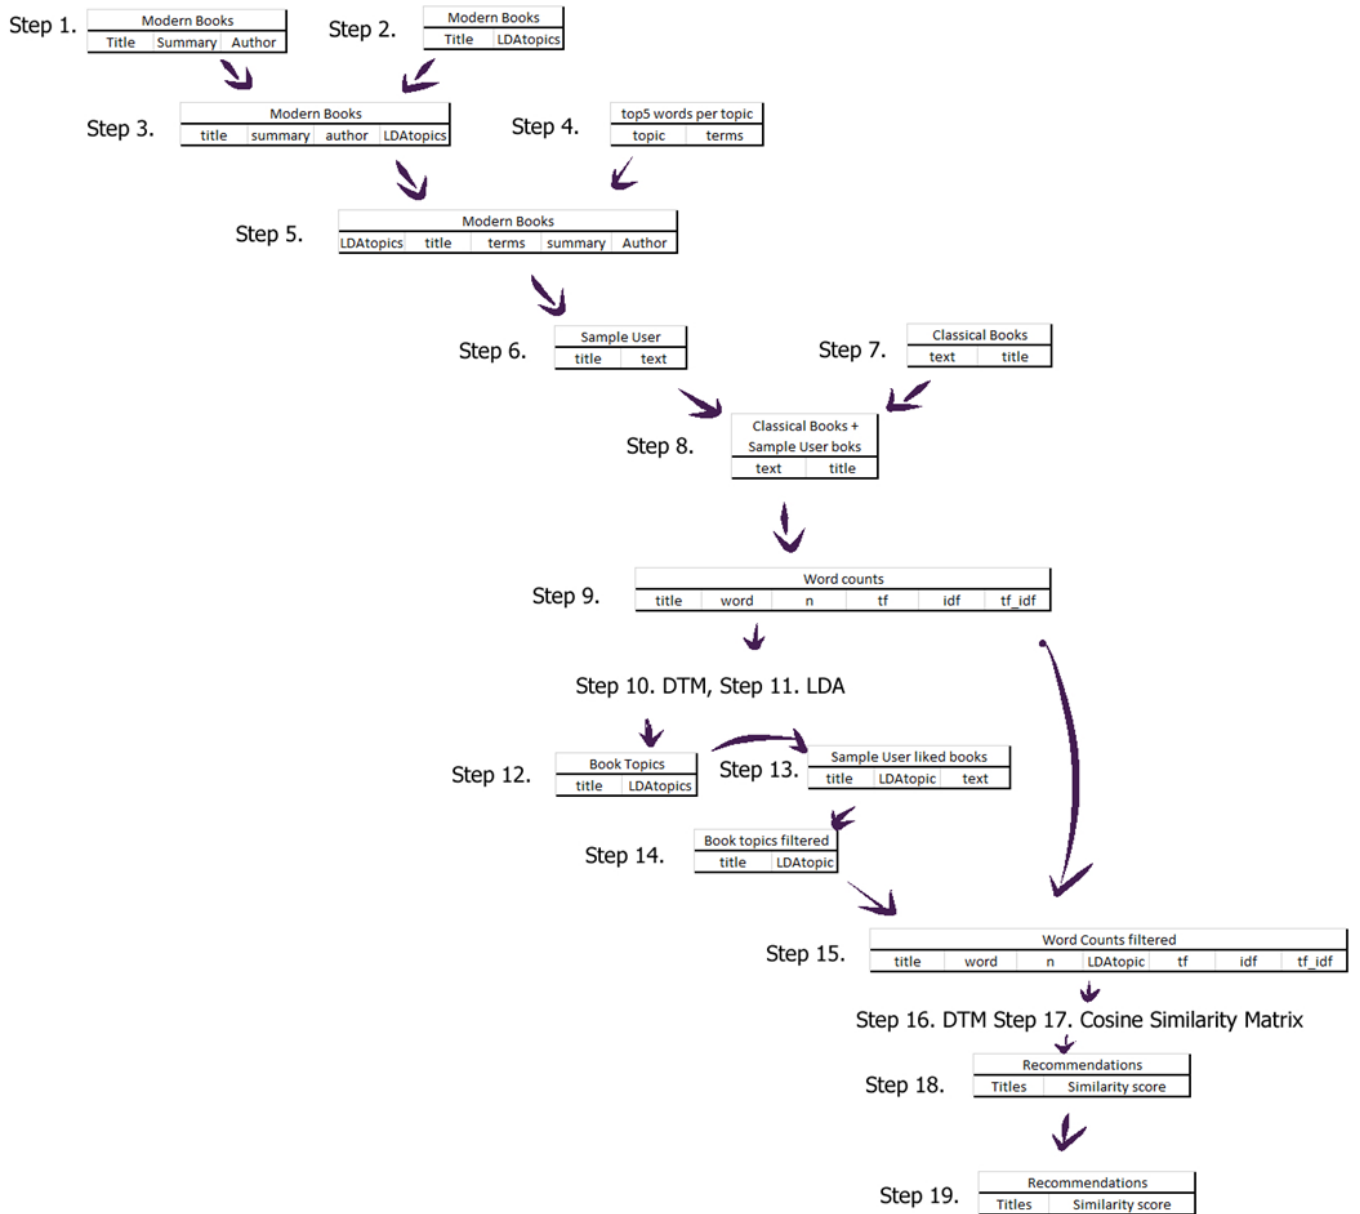 Step 1.
Modern Books
Title Summary Author
Step 2.
Modern Books
Title LDAtopics
Step 3.
Modern Books
title summary author LDAtopics
Step 4.
top5 words per topic
topic terms
Step 5.
Modern Books
LDAtopics title terms summary Author
Step 6.
Sample User
title text
Step 7.
Classical Books
text title
Step 8.
Classical Books +
Sample User boks
text title
Step 9.
Word counts
title word n tf idf tf_idf
Step 10. DTM, Step 11. LDA
Step 12.
Book Topics
title LDAtopics
Step 13.
Sample User liked books
title LDAtopic text
Step 14.
Book topics filtered
title LDAtopic
Step 15.
Word Counts filtered
title word n LDAtopic tf idf tf_idf
Step 16. DTM Step 17. Cosine Similarity Matrix
Step 18.
Recommendations
Titles Similarity score
Step 19.
Recommendations
Titles Similarity score